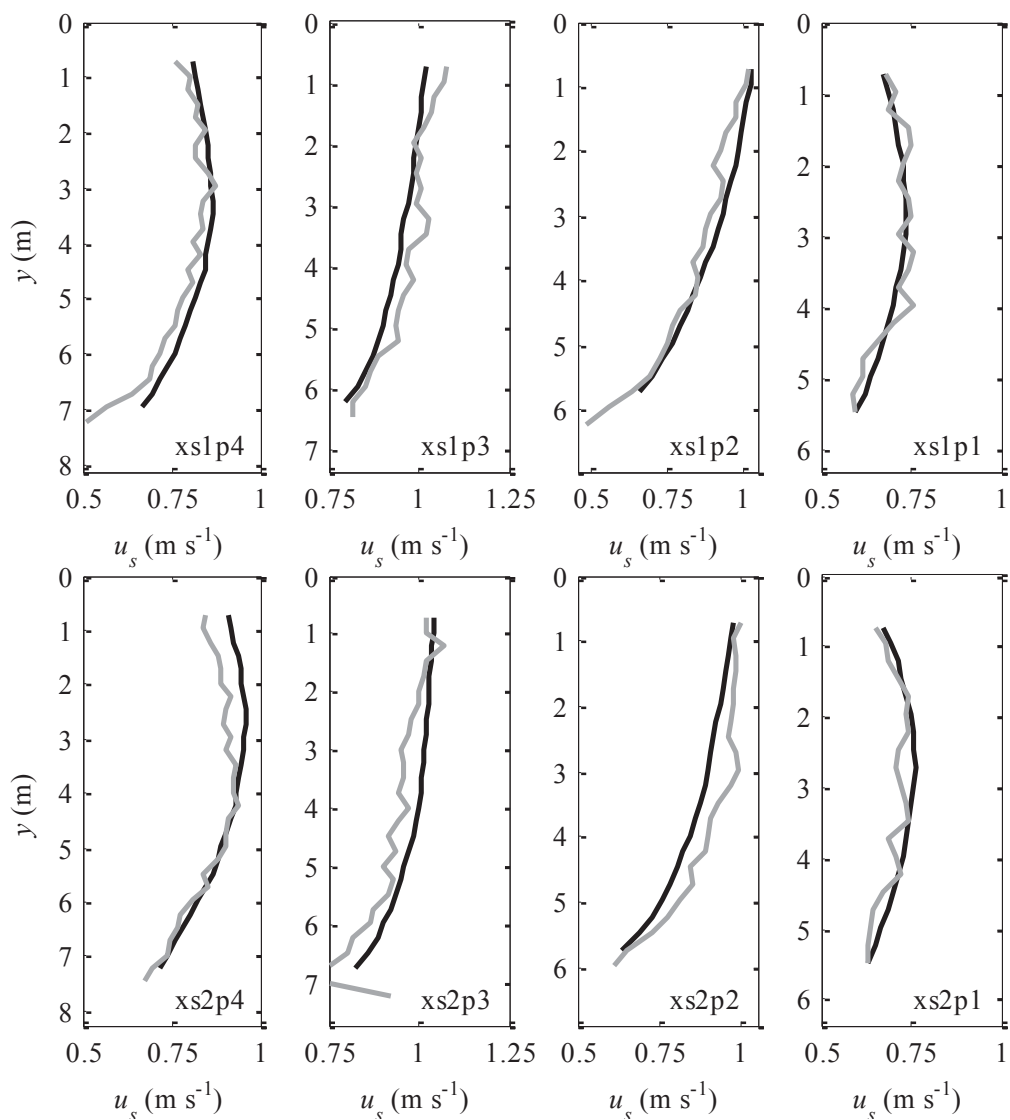 0 0 0 0
1 1 1 1
2 2 2 2
3 3 3 3
4 4 4 4
5 5 5 5
6 6 6 6
7 7
8
y (m)
xs1p4 xs1p3 xs1p2 xs1p1
0.5 0.75 1 0.75 1 1.25 0.5 0.75 1 0.5 0.75 1
u_s (m s⁻¹) u_s (m s⁻¹) u_s (m s⁻¹) u_s (m s⁻¹)
0 0 0 0
1 1 1 1
2 2 2 2
3 3 3 3
4 4 4 4
5 5 5 5
6 6 6 6
7 7
8
y (m)
xs2p4 xs2p3 xs2p2 xs2p1
0.5 0.75 1 0.75 1 1.25 0.5 0.75 1 0.5 0.75 1
u_s (m s⁻¹) u_s (m s⁻¹) u_s (m s⁻¹) u_s (m s⁻¹)